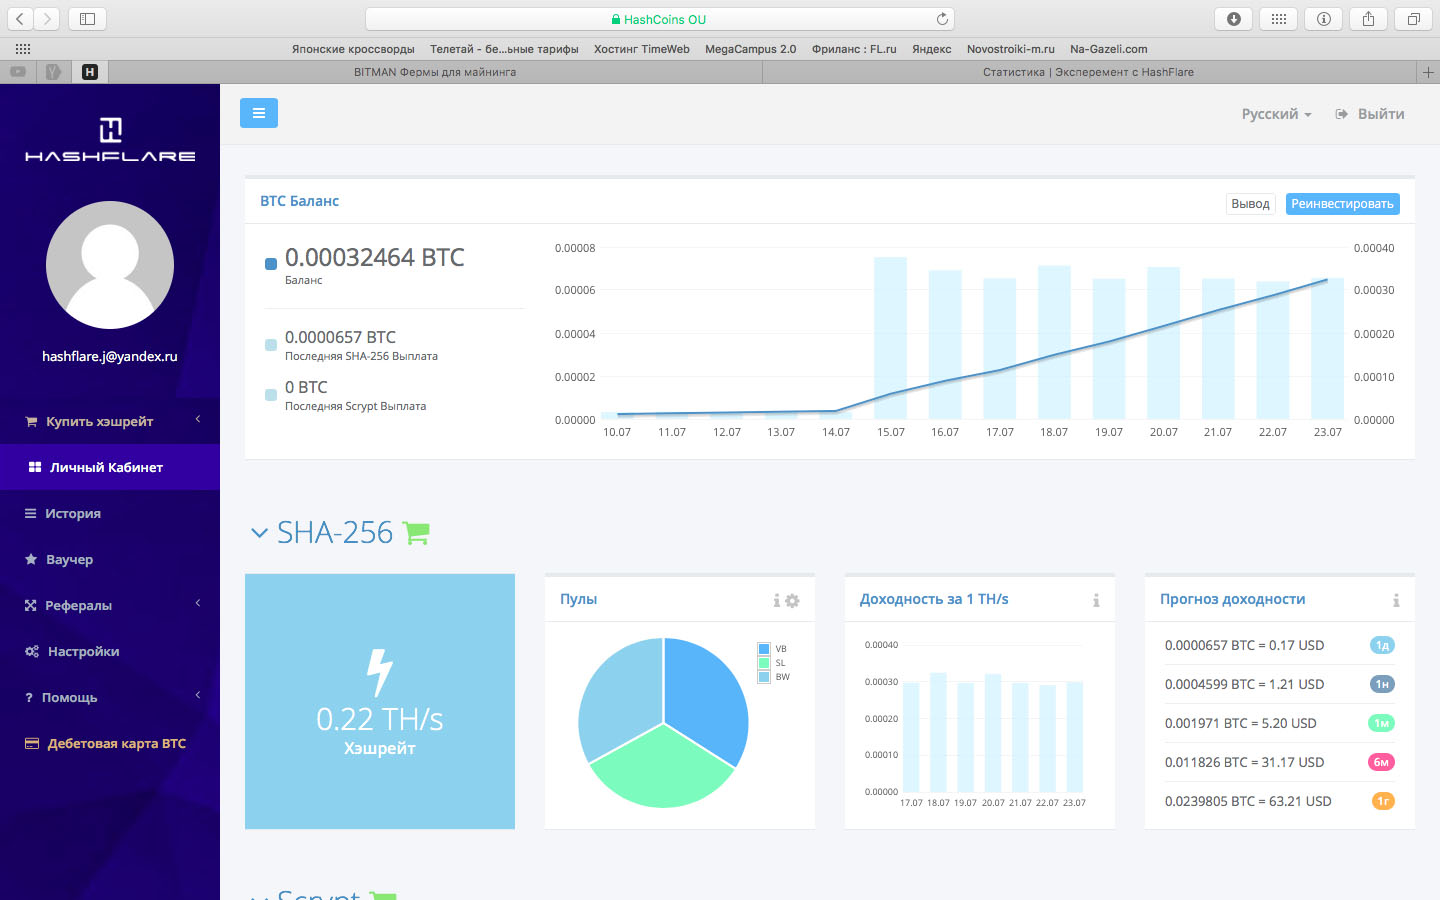 HashCoins OU
Японские кроссворды Телетай - бе...ьные тарифы Хостинг TimeWeb MegaCampus 2.0 Фриланс : FL.ru Яндекс Novostroiki-m.ru Na-Gazeli.com
H BITMAN Фермы для майнинга Статистика | Эксперемент с HashFlare
HASHFLARE
hashflare.j@yandex.ru
Купить хэшрейт
Личный Кабинет
История
Ваучер
Рефералы
Настройки
Помощь
Дебетовая карта BTC
Русский Выйти
BTC Баланс Вывод Реинвестировать
0.00032464 BTC
Баланс
0.0000657 BTC
Последняя SHA-256 Выплата
0 BTC
Последняя Scrypt Выплата
0.00008 0.00040
0.00006 0.00030
0.00004 0.00020
0.00002 0.00010
0.00000 0.00000
10.07 11.07 12.07 13.07 14.07 15.07 16.07 17.07 18.07 19.07 20.07 21.07 22.07 23.07
SHA-256
0.22 TH/s
Хэшрейт
Пулы
VB
SL
BW
Доходность за 1 TH/s
0.00040
0.00030
0.00020
0.00010
0.00000
17.07 18.07 19.07 20.07 21.07 22.07 23.07
Прогноз доходности
0.0000657 BTC = 0.17 USD 1д
0.0004599 BTC = 1.21 USD 1н
0.001971 BTC = 5.20 USD 1м
0.011826 BTC = 31.17 USD 6м
0.0239805 BTC = 63.21 USD 1г
Scrypt